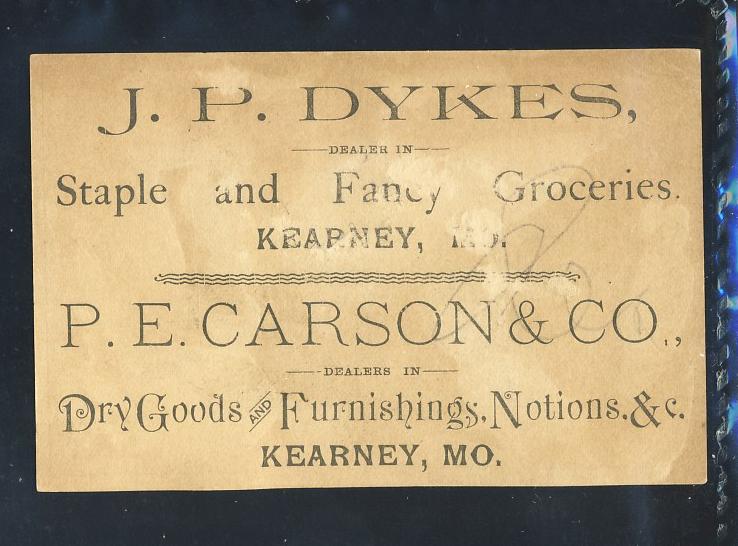 J. P. DYKES,
DEALER IN
Staple and Fancy Groceries.
KEARNEY, MO.
P. E. CARSON & CO.,
DEALERS IN
Dry Goods AND Furnishings, Notions, &c.
KEARNEY, MO.